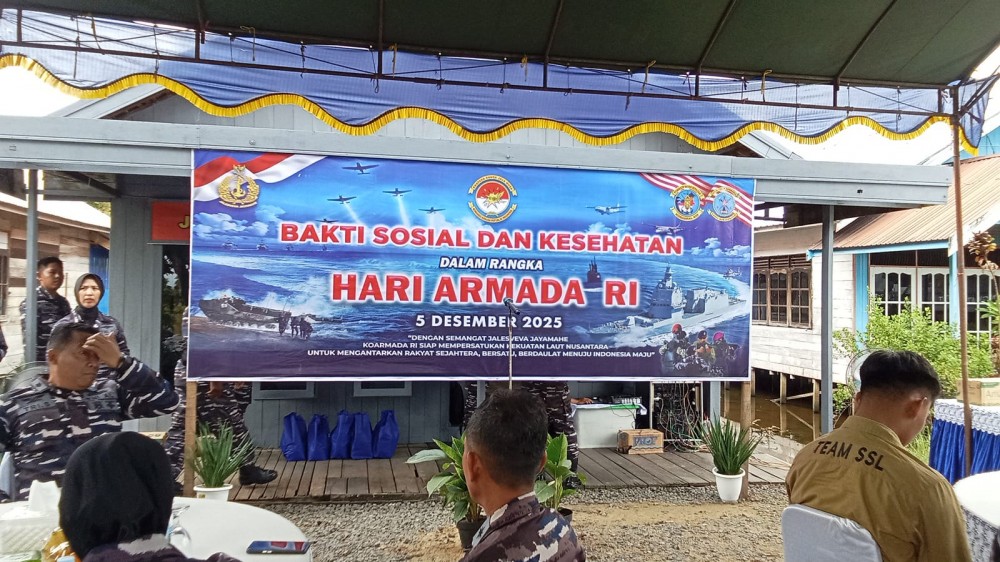 BAKTI SOSIAL DAN KESEHATAN
DALAM RANGKA
HARI ARMADA RI
5 DESEMBER 2025
"DENGAN SEMANGAT JALESVEVA JAYAMAHE
KOARMADA RI SIAP MEMPERSATUKAN KEKUATAN LAUT NUSANTARA
UNTUK MENGANTARKAN RAKYAT SEJAHTERA, BERSATU, BERDAULAT MENUJU INDONESIA MAJU"
TEAM SSL